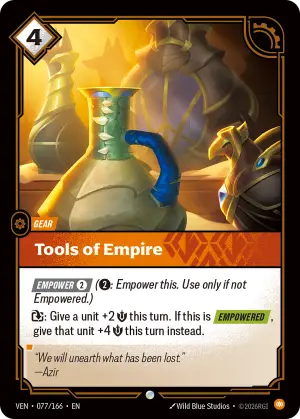 4
GEAR
Tools of Empire
EMPOWER 2 (2: Empower this. Use only if not
Empowered.)
: Give a unit +2 this turn. If this is EMPOWERED,
give that unit +4 this turn instead.
"We will unearth what has been lost."
—Azir
VEN • 077/166 • EN
Wild Blue Studios
©2026RGI